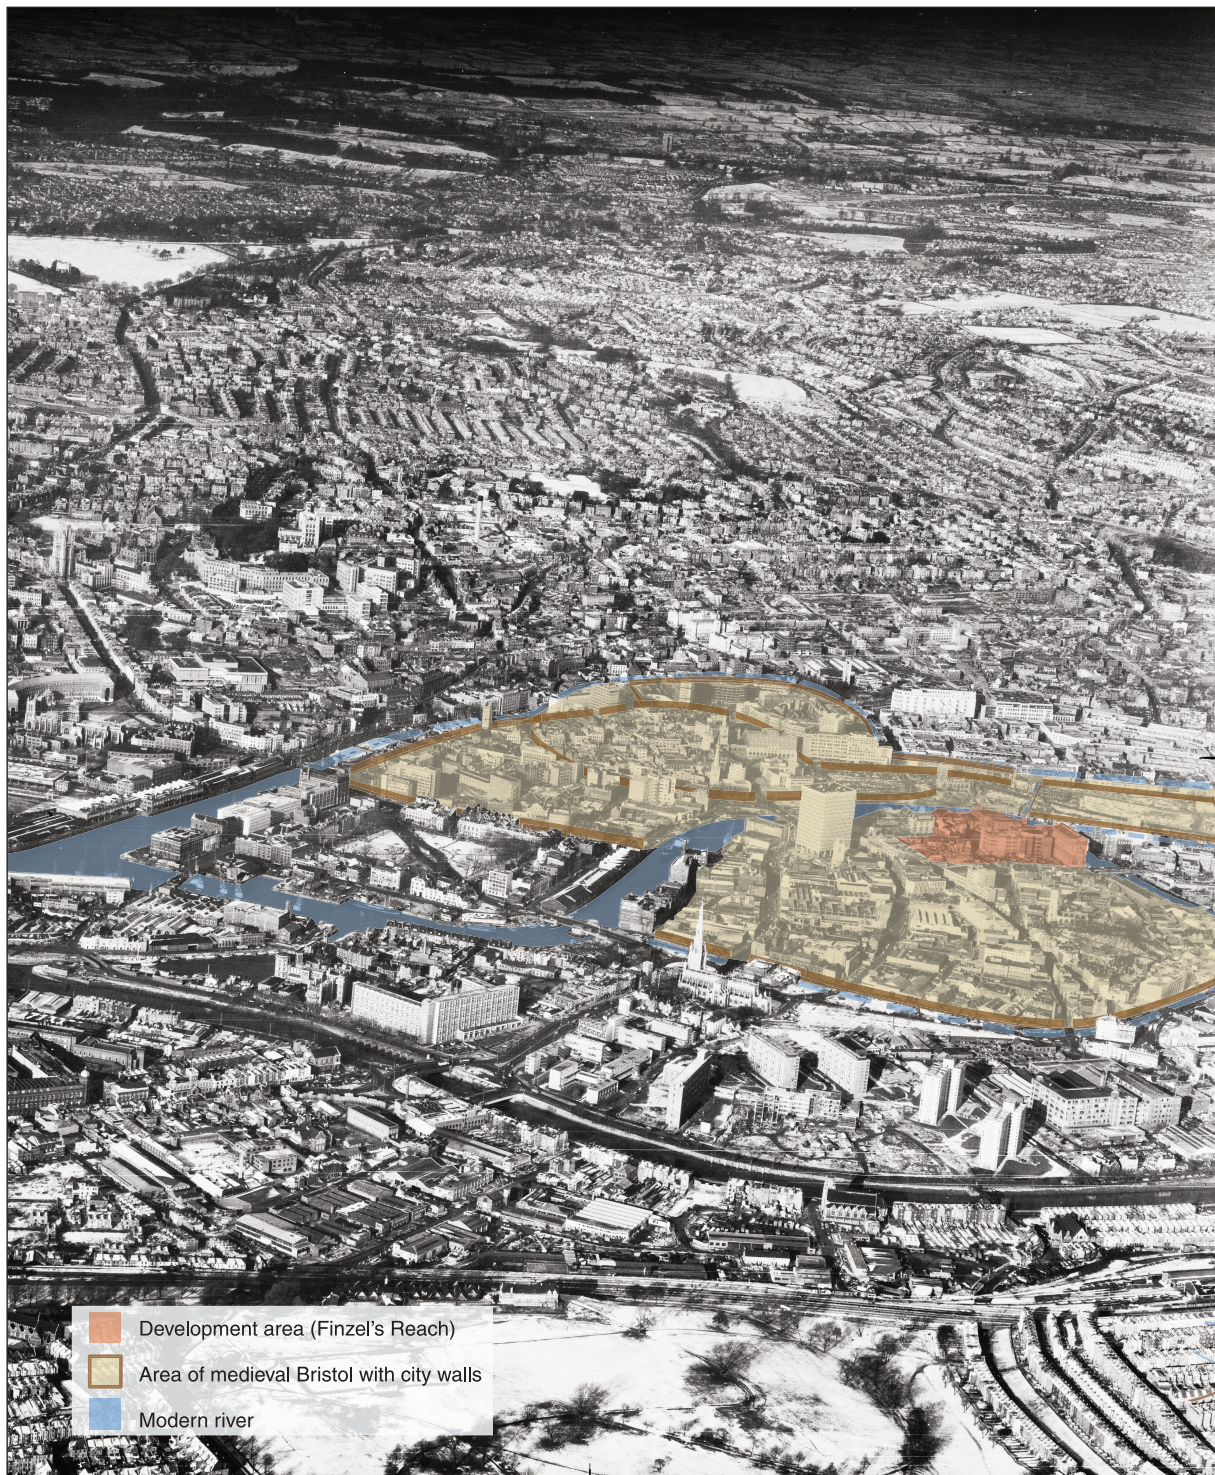 Development area (Finzel's Reach)
Area of medieval Bristol with city walls
Modern river